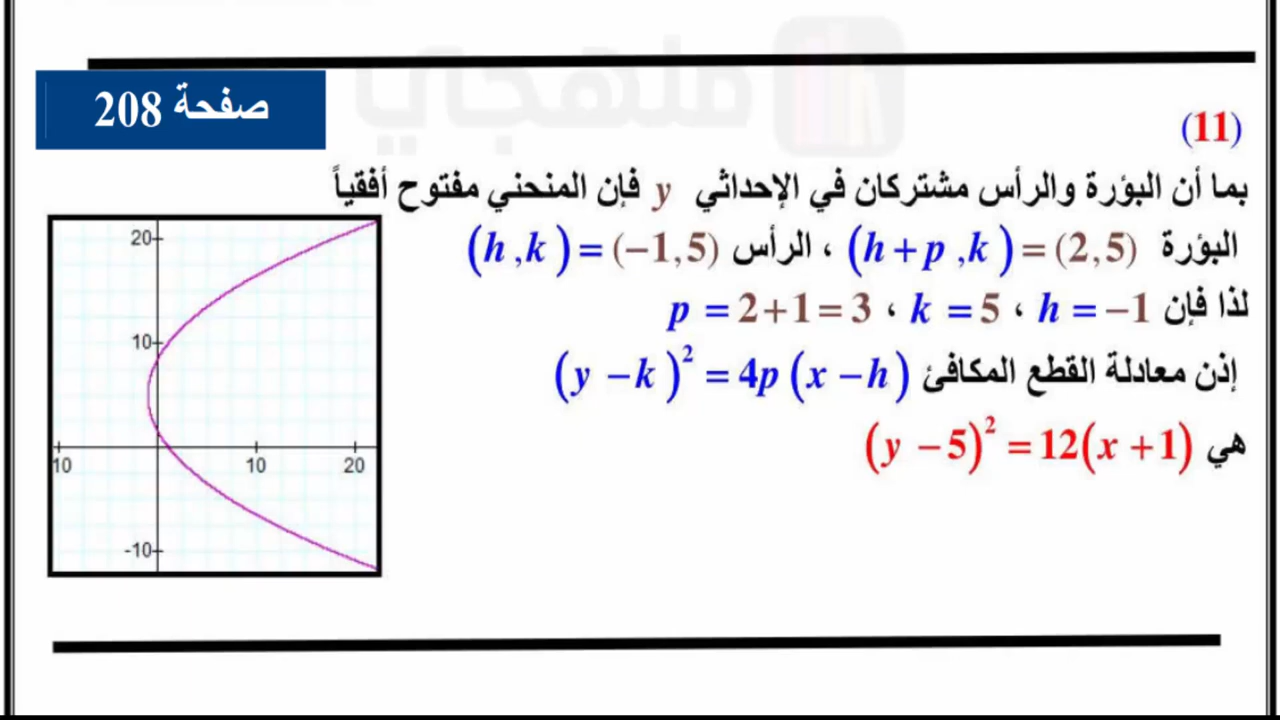 منهجي
صفحة 208
(11)
بما أن البؤرة والرأس مشتركان في الإحداثي y فإن المنحني مفتوح أفقياً
البؤرة (h+p ,k) = (2,5) ، الرأس (h ,k) = (−1,5)
لذا فإن h = −1 ، k = 5 ، p = 2+1 = 3
إذن معادلة القطع المكافئ (y − k)² = 4p (x − h)
هي (y − 5)² = 12(x + 1)
20
10
10
10
20
-10